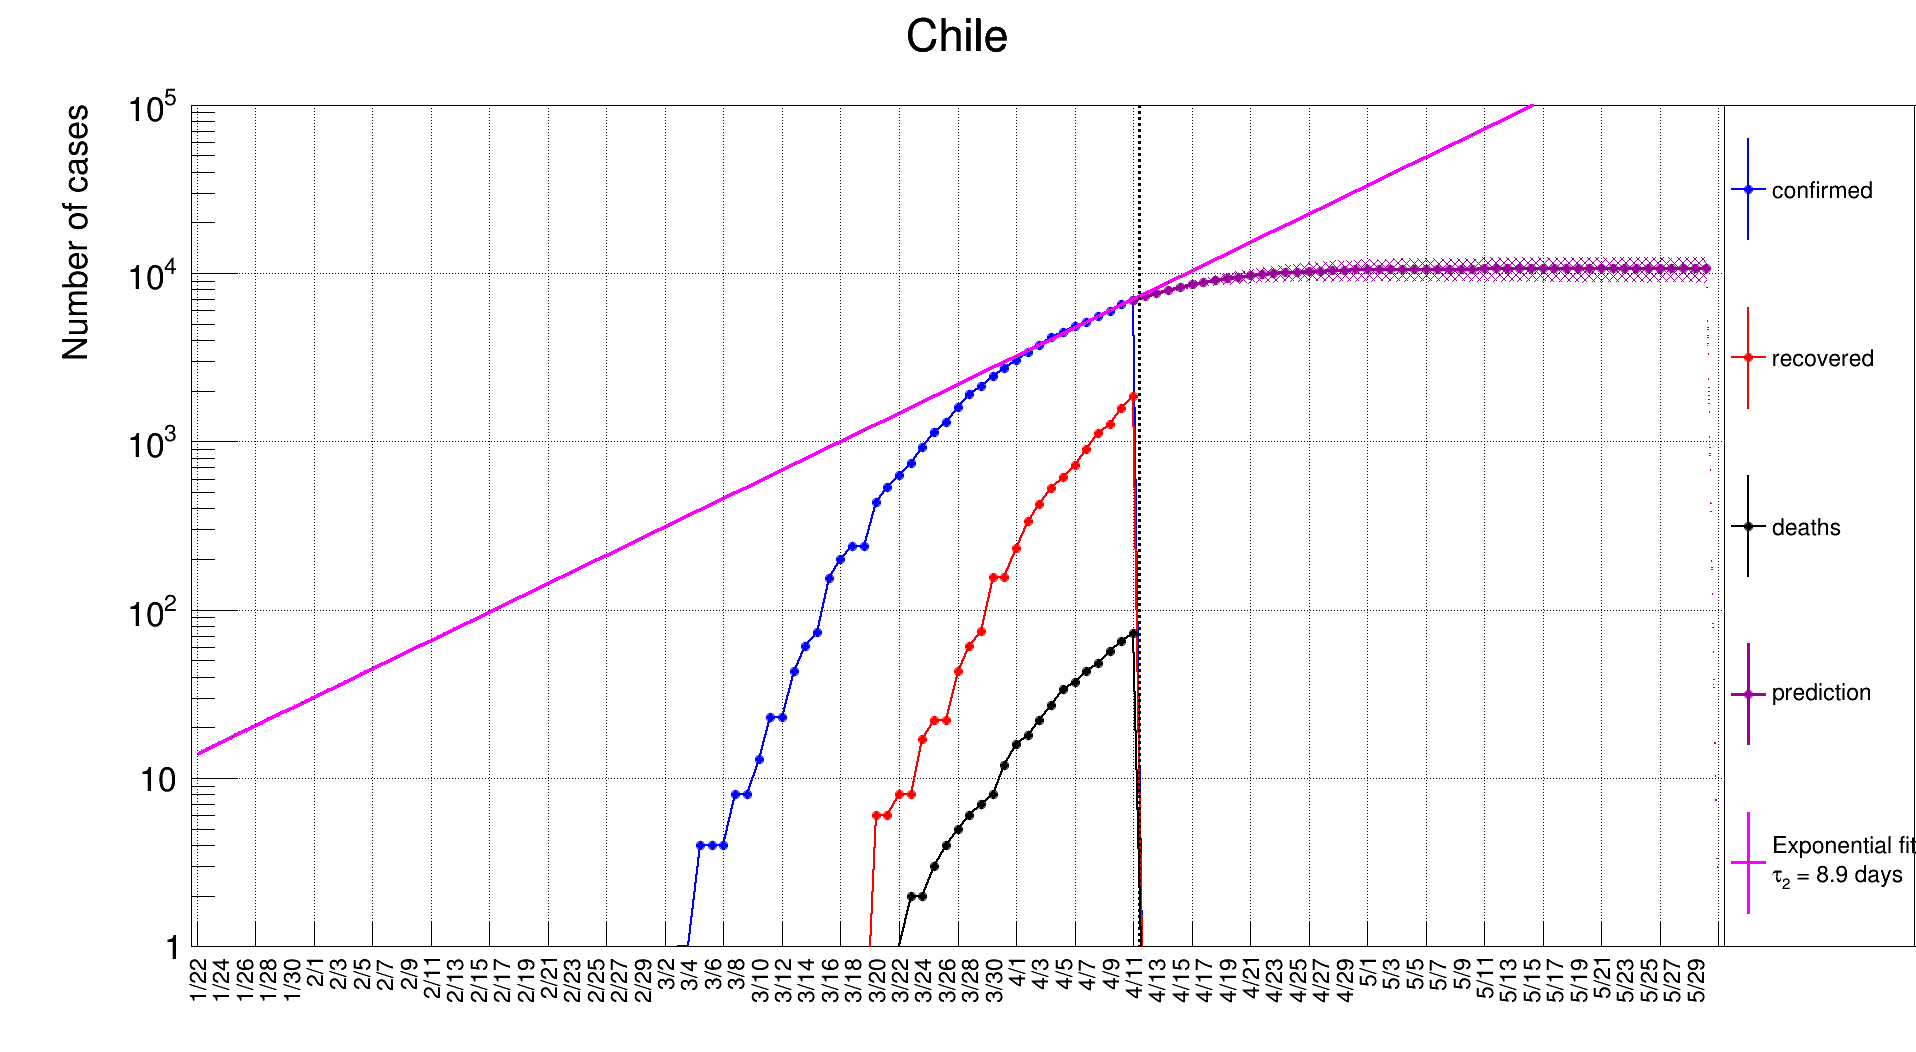 Chile
Number of cases
10^5
10^4
10^3
10^2
10
1
1/22 1/24 1/26 1/28 1/30 2/1 2/3 2/5 2/7 2/9 2/11 2/13 2/15 2/17 2/19 2/21 2/23 2/25 2/27 2/29 3/2 3/4 3/6 3/8 3/10 3/12 3/14 3/16 3/18 3/20 3/22 3/24 3/26 3/28 3/30 4/1 4/3 4/5 4/7 4/9 4/11 4/13 4/15 4/17 4/19 4/21 4/23 4/25 4/27 4/29 5/1 5/3 5/5 5/7 5/9 5/11 5/13 5/15 5/17 5/19 5/21 5/23 5/25 5/27 5/29
confirmed
recovered
deaths
prediction
Exponential fit
τ₂ = 8.9 days